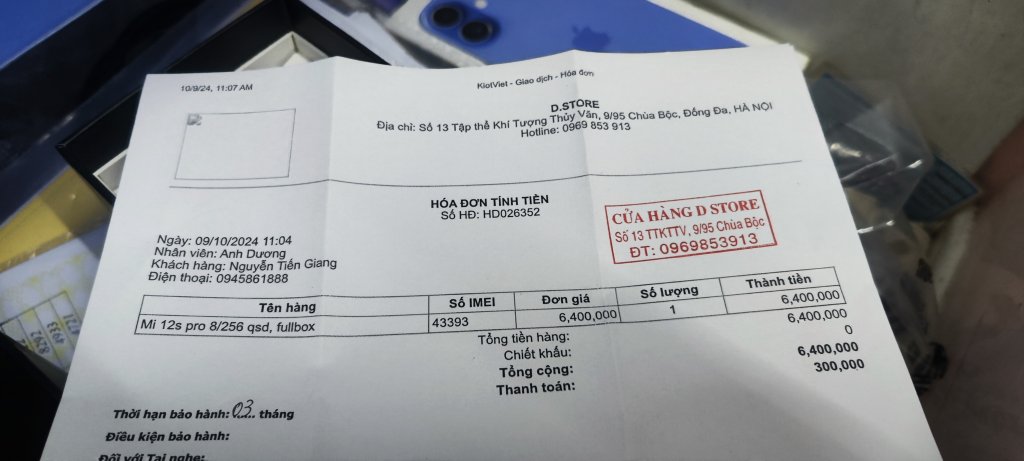 10/9/24, 11:07 AM
KiotViet - Giao dịch - Hóa đơn
D.STORE
Địa chỉ: Số 13 Tập thể Khí Tượng Thủy Văn, 9/95 Chùa Bộc, Đống Đa, HÀ NỘI
Hotline: 0969 853 913
HÓA ĐƠN TÍNH TIỀN
Số HĐ: HD026352
CỬA HÀNG D STORE
Số 13 TTKTTV, 9/95 Chùa Bộc
ĐT: 0969853913
Ngày: 09/10/2024 11:04
Nhân viên: Anh Dương
Khách hàng: Nguyễn Tiến Giang
Điện thoại: 0945861888
Tên hàng Số IMEI Đơn giá Số lượng Thành tiền
Mi 12s pro 8/256 qsd, fullbox 43393 6,400,000 1 6,400,000
Tổng tiền hàng: 6,400,000
Chiết khấu: 0
Tổng cộng: 6,400,000
Thanh toán: 300,000
Thời hạn bảo hành: 03 tháng
Điều kiện bảo hành:
Đối với Tai nghe: